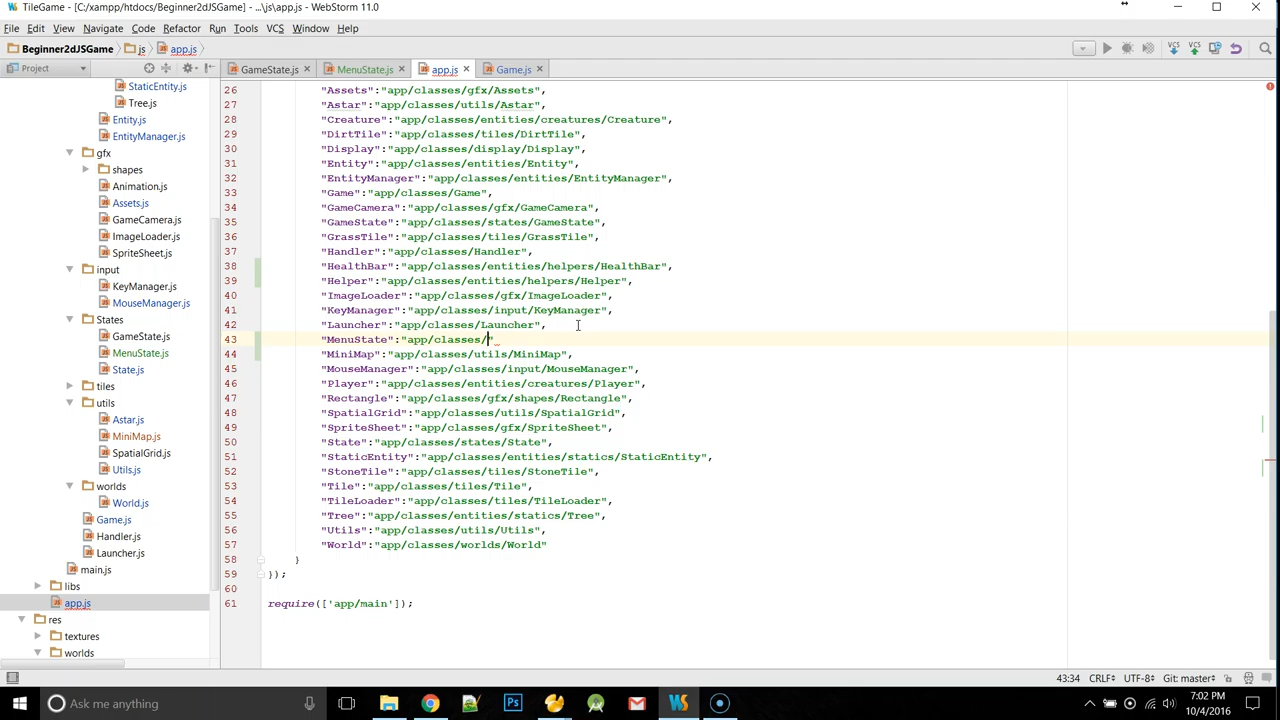 TileGame - [C:/xampp/htdocs/Beginner2dJSGame] - ...\js\app.js - WebStorm 11.0
File Edit View Navigate Code Refactor Run Tools VCS Window Help
Beginner2dJSGame js app.js
Project
GameState.js MenuState.js app.js Game.js
StaticEntity.js
Tree.js
Entity.js
EntityManager.js
gfx
shapes
Animation.js
Assets.js
GameCamera.js
ImageLoader.js
SpriteSheet.js
input
KeyManager.js
MouseManager.js
States
GameState.js
MenuState.js
State.js
tiles
utils
Astar.js
MiniMap.js
SpatialGrid.js
Utils.js
worlds
World.js
Game.js
Handler.js
Launcher.js
main.js
libs
app.js
res
textures
worlds
26 "Assets":"app/classes/gfx/Assets",
27 "Astar":"app/classes/utils/Astar",
28 "Creature":"app/classes/entities/creatures/Creature",
29 "DirtTile":"app/classes/tiles/DirtTile",
30 "Display":"app/classes/display/Display",
31 "Entity":"app/classes/entities/Entity",
32 "EntityManager":"app/classes/entities/EntityManager",
33 "Game":"app/classes/Game",
34 "GameCamera":"app/classes/gfx/GameCamera",
35 "GameState":"app/classes/states/GameState",
36 "GrassTile":"app/classes/tiles/GrassTile",
37 "Handler":"app/classes/Handler",
38 "HealthBar":"app/classes/entities/helpers/HealthBar",
39 "Helper":"app/classes/entities/helpers/Helper",
40 "ImageLoader":"app/classes/gfx/ImageLoader",
41 "KeyManager":"app/classes/input/KeyManager",
42 "Launcher":"app/classes/Launcher",
43 "MenuState":"app/classes/"
44 "MiniMap":"app/classes/utils/MiniMap",
45 "MouseManager":"app/classes/input/MouseManager",
46 "Player":"app/classes/entities/creatures/Player",
47 "Rectangle":"app/classes/gfx/shapes/Rectangle",
48 "SpatialGrid":"app/classes/utils/SpatialGrid",
49 "SpriteSheet":"app/classes/gfx/SpriteSheet",
50 "State":"app/classes/states/State",
51 "StaticEntity":"app/classes/entities/statics/StaticEntity",
52 "StoneTile":"app/classes/tiles/StoneTile",
53 "Tile":"app/classes/tiles/Tile",
54 "TileLoader":"app/classes/tiles/TileLoader",
55 "Tree":"app/classes/entities/statics/Tree",
56 "Utils":"app/classes/utils/Utils",
57 "World":"app/classes/worlds/World"
58 }
59 });
60
61 require(['app/main']);
43:34 CRLF UTF-8 Git: master
Ask me anything
7:02 PM
10/4/2016